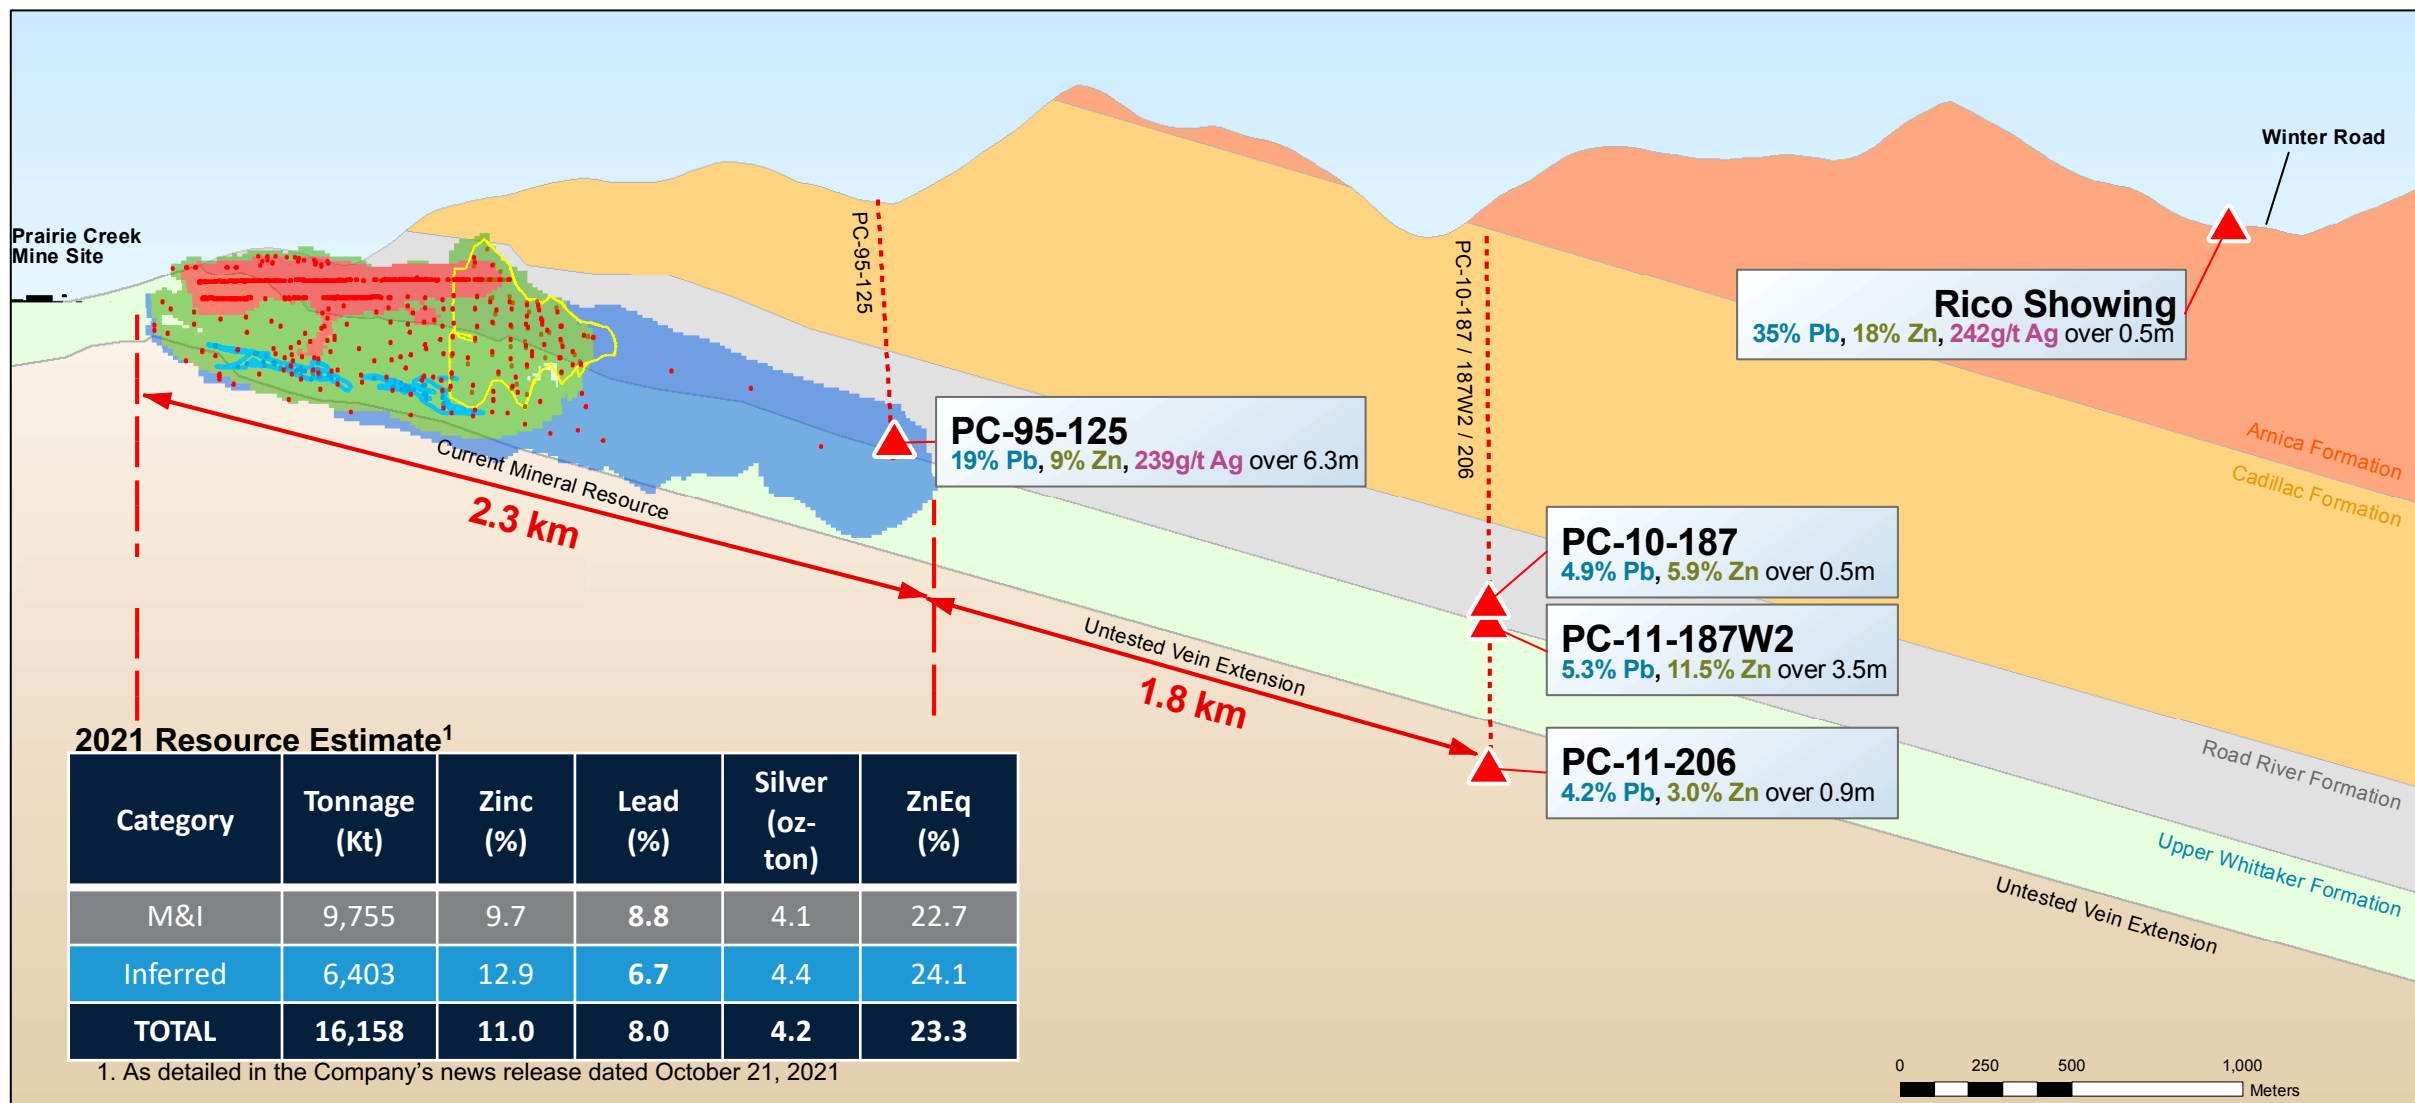 Winter Road
Prairie Creek
Mine Site
PC-95-125
PC-10-187 / 187W2 / 206
Rico Showing
35% Pb, 18% Zn, 242g/t Ag over 0.5m
PC-95-125
19% Pb, 9% Zn, 239g/t Ag over 6.3m
Arnica Formation
Cadillac Formation
Current Mineral Resource
2.3 km
PC-10-187
4.9% Pb, 5.9% Zn over 0.5m
PC-11-187W2
5.3% Pb, 11.5% Zn over 3.5m
Untested Vein Extension
1.8 km
PC-11-206
4.2% Pb, 3.0% Zn over 0.9m
Road River Formation
Upper Whittaker Formation
Untested Vein Extension
2021 Resource Estimate1
Category Tonnage (Kt) Zinc (%) Lead (%) Silver (oz-ton) ZnEq (%)
M&I 9,755 9.7 8.8 4.1 22.7
Inferred 6,403 12.9 6.7 4.4 24.1
TOTAL 16,158 11.0 8.0 4.2 23.3
1. As detailed in the Company's news release dated October 21, 2021
0 250 500 1,000
Meters